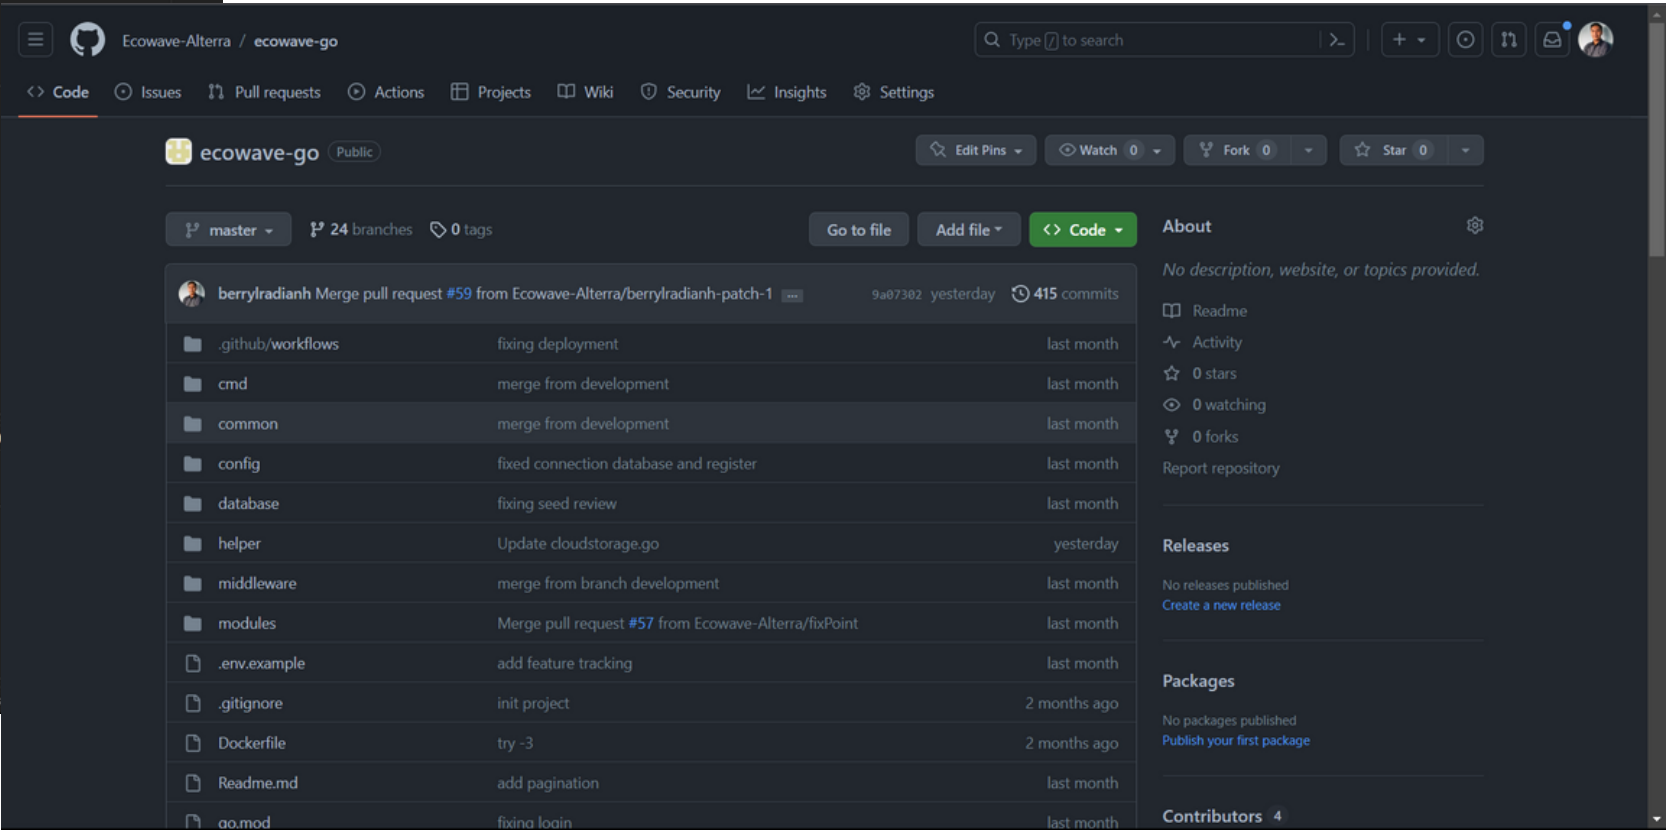 Ecowave-Alterra / ecowave-go
Type / to search
Code Issues Pull requests Actions Projects Wiki Security Insights Settings
ecowave-go Public
Edit Pins Watch 0 Fork 0 Star 0
master 24 branches 0 tags Go to file Add file Code
berrylradianh Merge pull request #59 from Ecowave-Alterra/berrylradianh-patch-1 ... 9a07302 yesterday 415 commits
.github/workflows fixing deployment last month
cmd merge from development last month
common merge from development last month
config fixed connection database and register last month
database fixing seed review last month
helper Update cloudstorage.go yesterday
middleware merge from branch development last month
modules Merge pull request #57 from Ecowave-Alterra/fixPoint last month
.env.example add feature tracking last month
.gitignore init project 2 months ago
Dockerfile try -3 2 months ago
Readme.md add pagination last month
go.mod fixing login last month
About
No description, website, or topics provided.
Readme
Activity
0 stars
0 watching
0 forks
Report repository
Releases
No releases published
Create a new release
Packages
No packages published
Publish your first package
Contributors 4